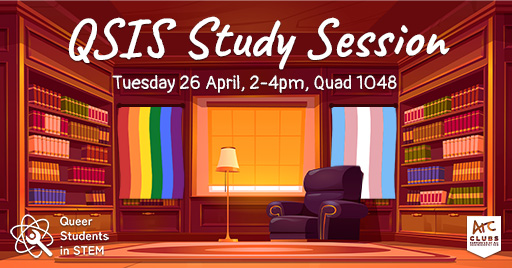 QSIS Study Session
Tuesday 26 April, 2-4pm, Quad 1048
Queer
Students
in STEM
ARC
CLUBS